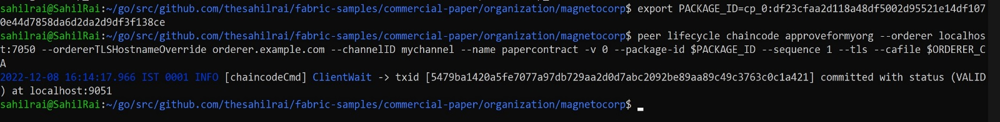 sahilrai@SahilRai:~/go/src/github.com/thesahilrai/fabric-samples/commercial-paper/organization/magnetocorp$ export PACKAGE_ID=cp_0:df23cfaa2d118a48df5002d95521e14df107
0e44d7858da6d2da2d9df3f138ce
sahilrai@SahilRai:~/go/src/github.com/thesahilrai/fabric-samples/commercial-paper/organization/magnetocorp$ peer lifecycle chaincode approveformyorg --orderer localhos
t:7050 --ordererTLSHostnameOverride orderer.example.com --channelID mychannel --name papercontract -v 0 --package-id $PACKAGE_ID --sequence 1 --tls --cafile $ORDERER_C
A
2022-12-08 16:14:17.966 IST 0001 INFO [chaincodeCmd] ClientWait -> txid [5479ba1420a5fe7077a97db729aa2d0d7abc2092be89aa89c49c3763c0c1a421] committed with status (VALID
) at localhost:9051
sahilrai@SahilRai:~/go/src/github.com/thesahilrai/fabric-samples/commercial-paper/organization/magnetocorp$